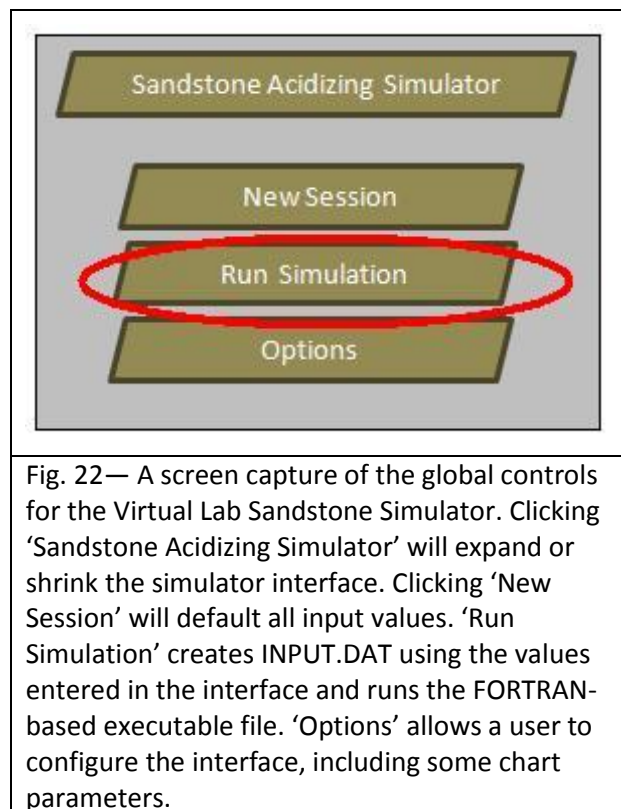 Sandstone Acidizing Simulator
New Session
Run Simulation
Options
Fig. 22— A screen capture of the global controls
for the Virtual Lab Sandstone Simulator. Clicking
‘Sandstone Acidizing Simulator’ will expand or
shrink the simulator interface. Clicking ‘New
Session’ will default all input values. ‘Run
Simulation’ creates INPUT.DAT using the values
entered in the interface and runs the FORTRAN-
based executable file. ‘Options’ allows a user to
configure the interface, including some chart
parameters.